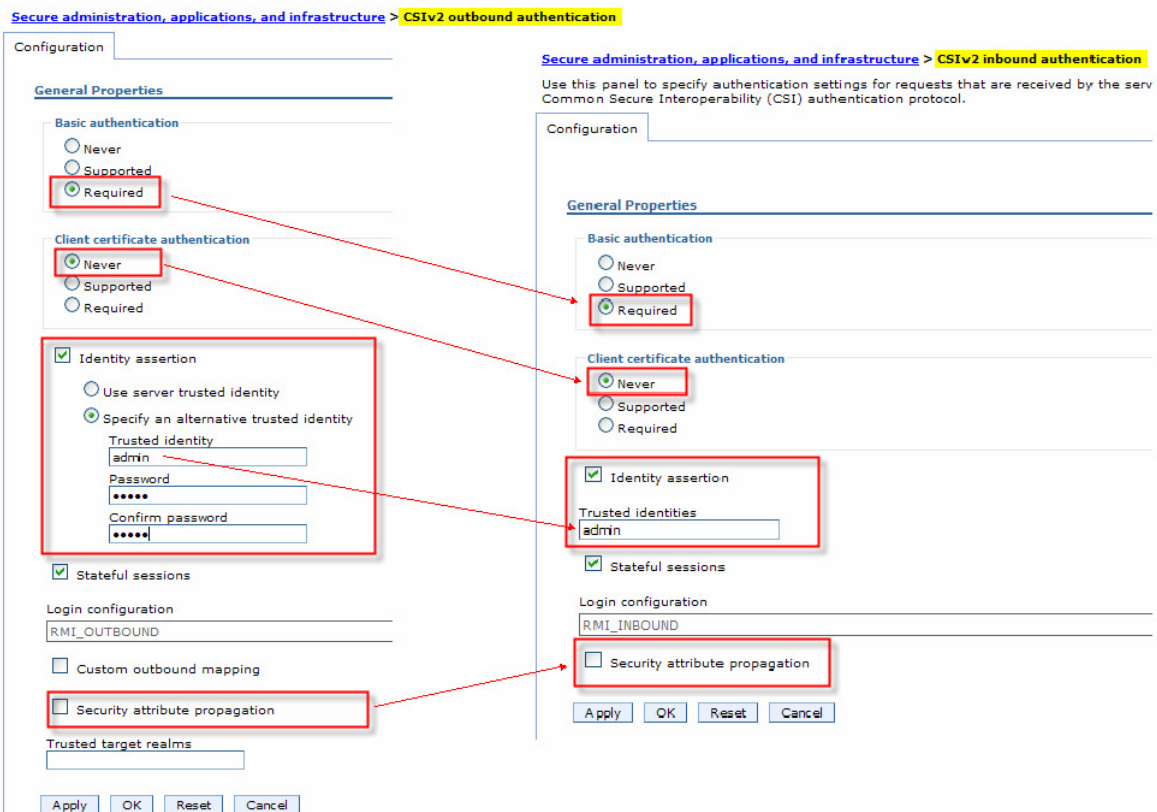 Secure administration, applications, and infrastructure > CSIv2 outbound authentication
Configuration
General Properties
Basic authentication
Never
Supported
Required
Client certificate authentication
Never
Supported
Required
Identity assertion
Use server trusted identity
Specify an alternative trusted identity
Trusted identity
admin
Password
•••••
Confirm password
•••••
Stateful sessions
Login configuration
RMI_OUTBOUND
Custom outbound mapping
Security attribute propagation
Trusted target realms
Apply OK Reset Cancel
Secure administration, applications, and infrastructure > CSIv2 inbound authentication
Use this panel to specify authentication settings for requests that are received by the serv
Common Secure Interoperability (CSI) authentication protocol.
Configuration
General Properties
Basic authentication
Never
Supported
Required
Client certificate authentication
Never
Supported
Required
Identity assertion
Trusted identities
admin
Stateful sessions
Login configuration
RMI_INBOUND
Security attribute propagation
Apply OK Reset Cancel